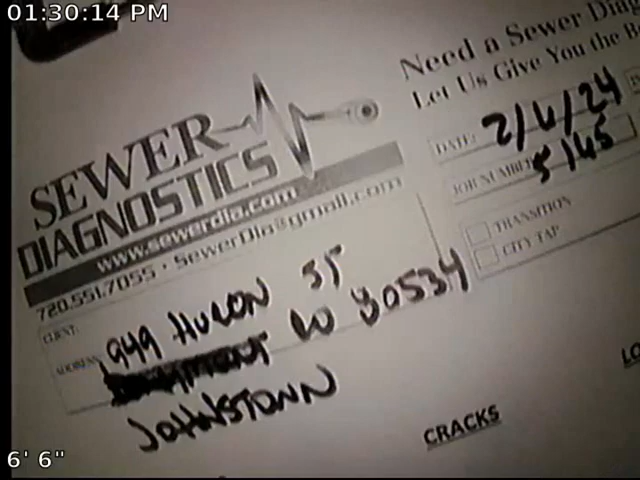 01:30:14 PM
Need a Sewer Diag
Let Us Give You the B
SEWER
DIAGNOSTICS
www.sewerdia.com
720.551.7055 • SewerDia@gmail.com
DATE: 2/6/24
JOB NUMBER 5145
TRANSITION
CITY TAP
CLIENT:
ADDRESS 949 HURON ST
CO 80534
JOHNSTOWN
LO
CRACKS
6' 6"